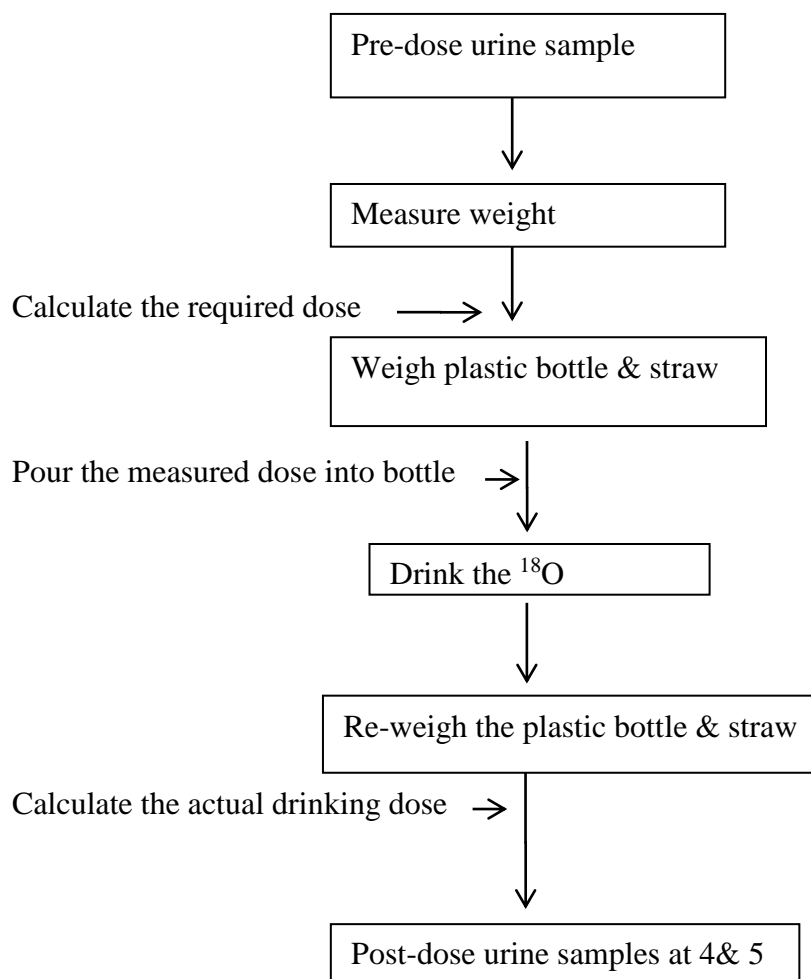 Pre-dose urine sample
Measure weight
Calculate the required dose
Weigh plastic bottle & straw
Pour the measured dose into bottle
Drink the ¹⁸O
Re-weigh the plastic bottle & straw
Calculate the actual drinking dose
Post-dose urine samples at 4& 5